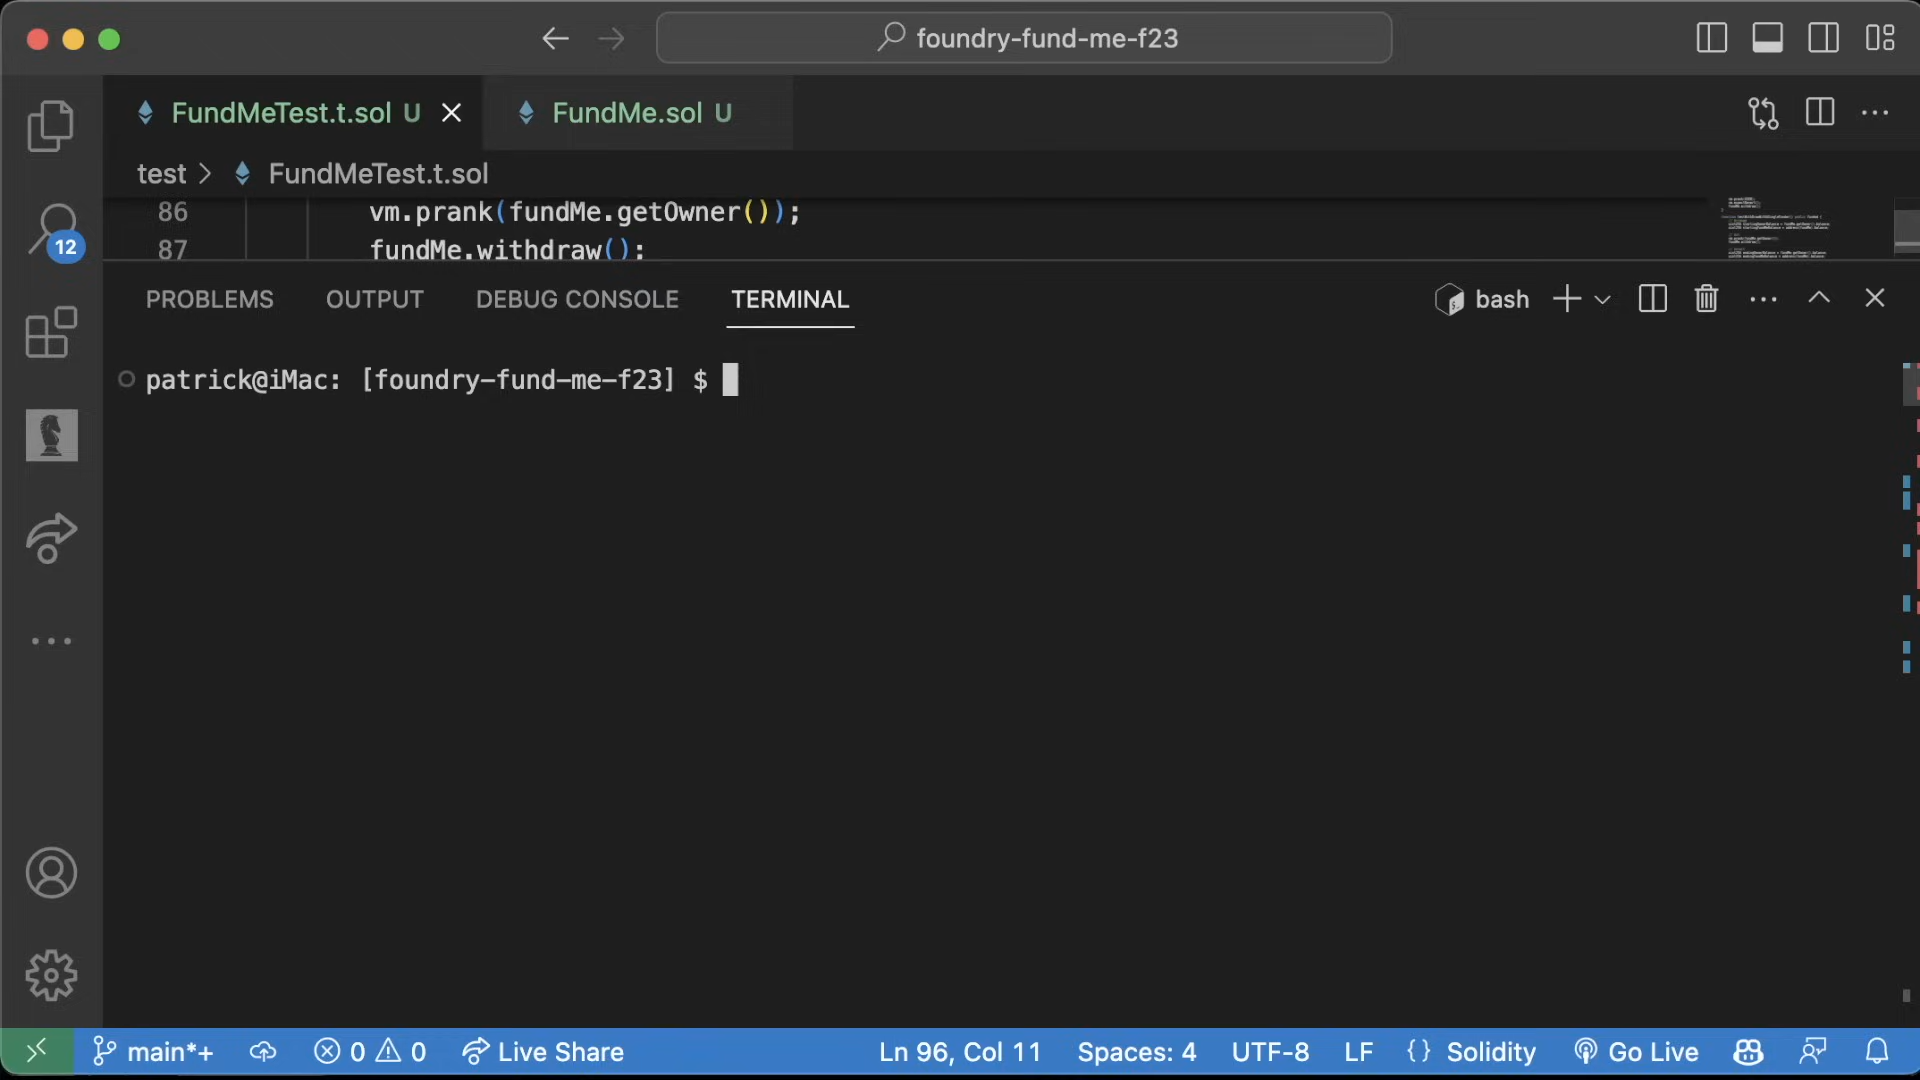 foundry-fund-me-f23
FundMeTest.t.sol U
FundMe.sol U
test > FundMeTest.t.sol
86 vm.prank(fundMe.getOwner());
87 fundMe.withdraw();
12
PROBLEMS OUTPUT DEBUG CONSOLE TERMINAL
bash
patrick@iMac: [foundry-fund-me-f23] $
main*+ 0 0 Live Share Ln 96, Col 11 Spaces: 4 UTF-8 LF {} Solidity Go Live